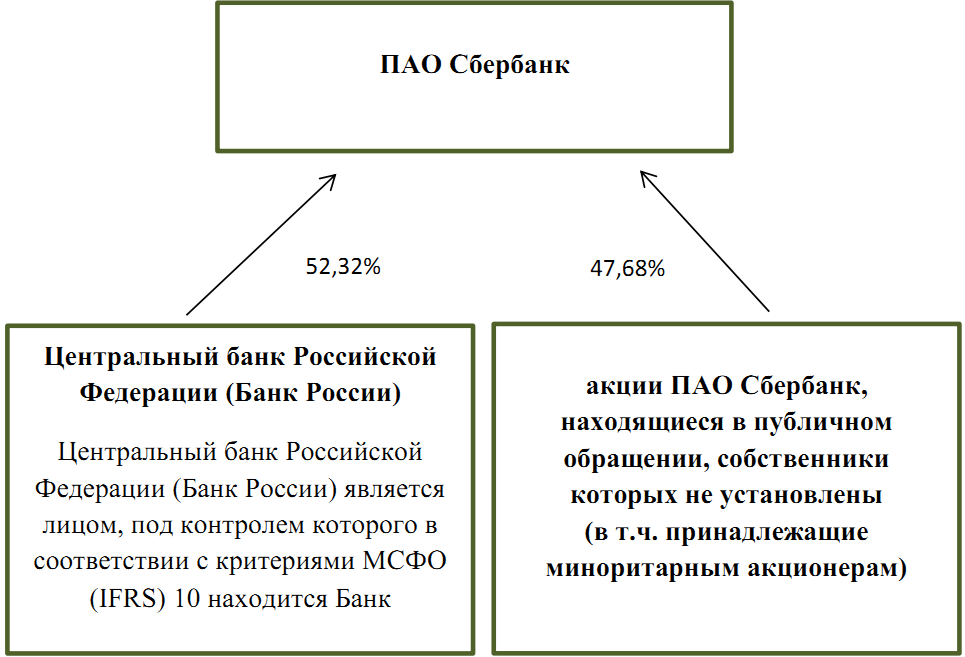 ПАО Сбербанк
52,32%
47,68%
Центральный банк Российской
Федерации (Банк России)
Центральный банк Российской
Федерации (Банк России) является
лицом, под контролем которого в
соответствии с критериями МСФО
(IFRS) 10 находится Банк
акции ПАО Сбербанк,
находящиеся в публичном
обращении, собственники
которых не установлены
(в т.ч. принадлежащие
миноритарным акционерам)